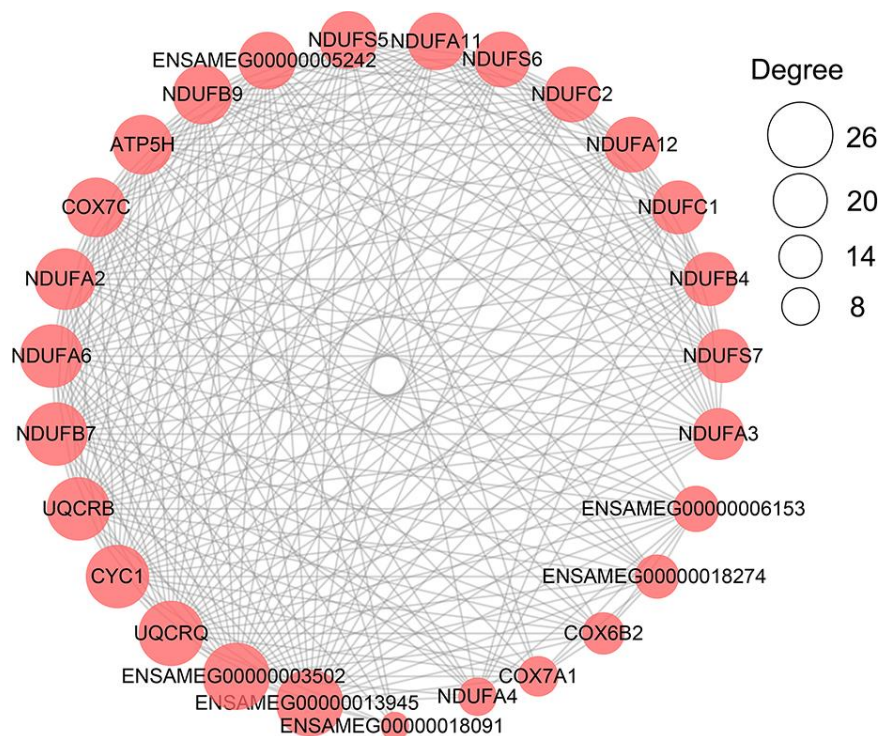 NDUFS5
NDUFA11
ENSAMEG00000005242
NDUFS6
NDUFB9
NDUFC2
ATP5H
NDUFA12
COX7C
NDUFC1
NDUFA2
NDUFB4
NDUFA6
NDUFS7
NDUFB7
NDUFA3
UQCRB
ENSAMEG00000006153
CYC1
ENSAMEG00000018274
UQCRQ
COX6B2
ENSAMEG00000003502
COX7A1
ENSAMEG00000013945
NDUFA4
ENSAMEG00000018091
Degree
26
20
14
8